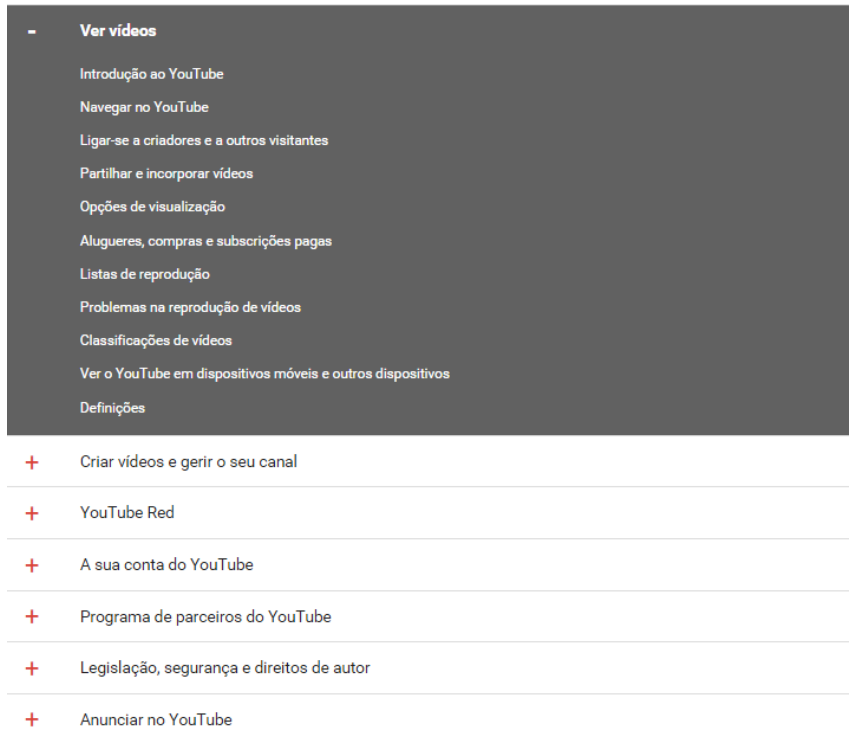 - Ver vídeos
Introdução ao YouTube
Navegar no YouTube
Ligar-se a criadores e a outros visitantes
Partilhar e incorporar vídeos
Opções de visualização
Alugueres, compras e subscrições pagas
Listas de reprodução
Problemas na reprodução de vídeos
Classificações de vídeos
Ver o YouTube em dispositivos móveis e outros dispositivos
Definições
+ Criar vídeos e gerir o seu canal
+ YouTube Red
+ A sua conta do YouTube
+ Programa de parceiros do YouTube
+ Legislação, segurança e direitos de autor
+ Anunciar no YouTube